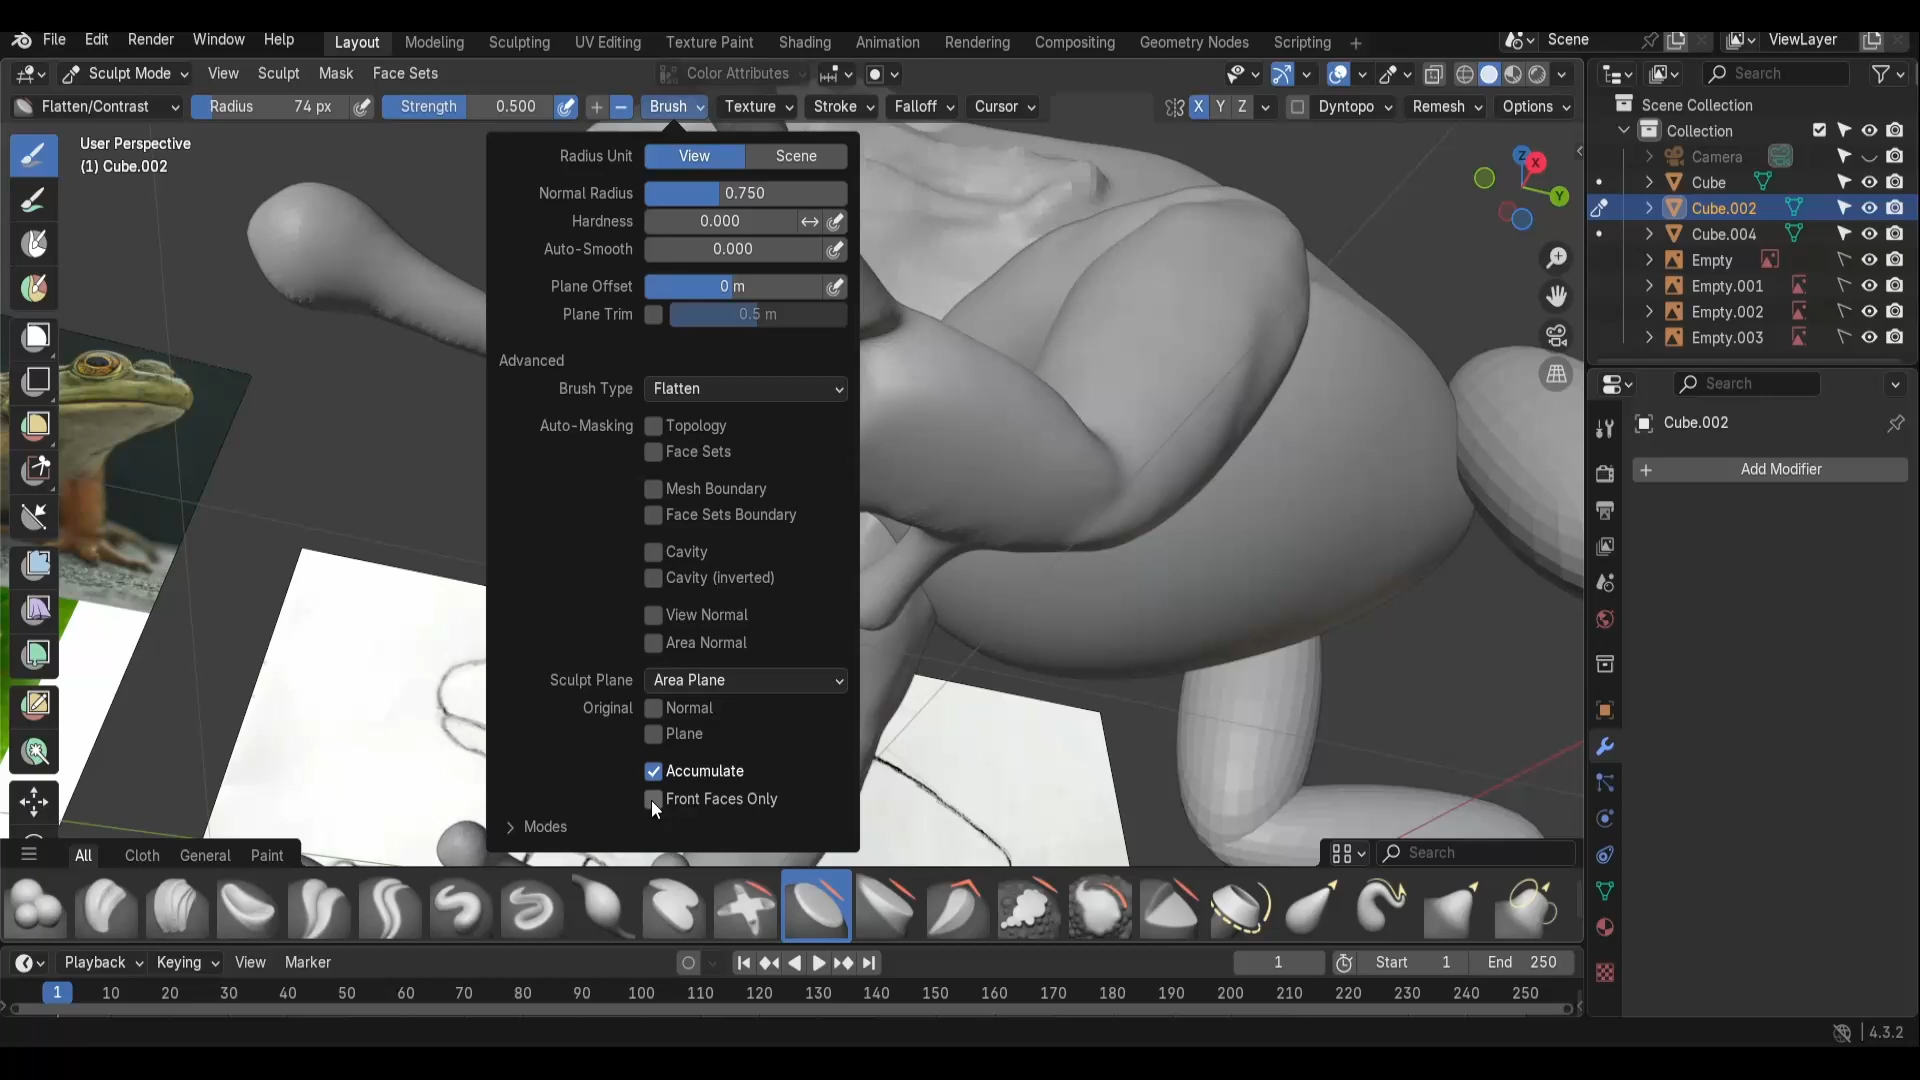 File Edit Render Window Help Layout Modeling Sculpting UV Editing Texture Paint Shading Animation Rendering Compositing Geometry Nodes Scripting + Scene ViewLayer
Sculpt Mode View Sculpt Mask Face Sets Color Attributes Search
Flatten/Contrast Radius 74 px Strength 0.500 Brush Texture Stroke Falloff Cursor X Y Z Dyntopo Remesh Options
User Perspective
(1) Cube.002
Radius Unit View Scene
Normal Radius 0.750
Hardness 0.000
Auto-Smooth 0.000
Plane Offset 0 m
Plane Trim 0.5 m
Advanced
Brush Type Flatten
Auto-Masking Topology
Face Sets
Mesh Boundary
Face Sets Boundary
Cavity
Cavity (inverted)
View Normal
Area Normal
Sculpt Plane Area Plane
Original Normal
Plane
Accumulate
Front Faces Only
Modes
Z X Y
Scene Collection
Collection
Camera
Cube
Cube.002
Cube.004
Empty
Empty.001
Empty.002
Empty.003
Search
Cube.002
+ Add Modifier
All Cloth General Paint Search
Playback Keying View Marker 1 Start 1 End 250
1 10 20 30 40 50 60 70 80 90 100 110 120 130 140 150 160 170 180 190 200 210 220 230 240 250
4.3.2